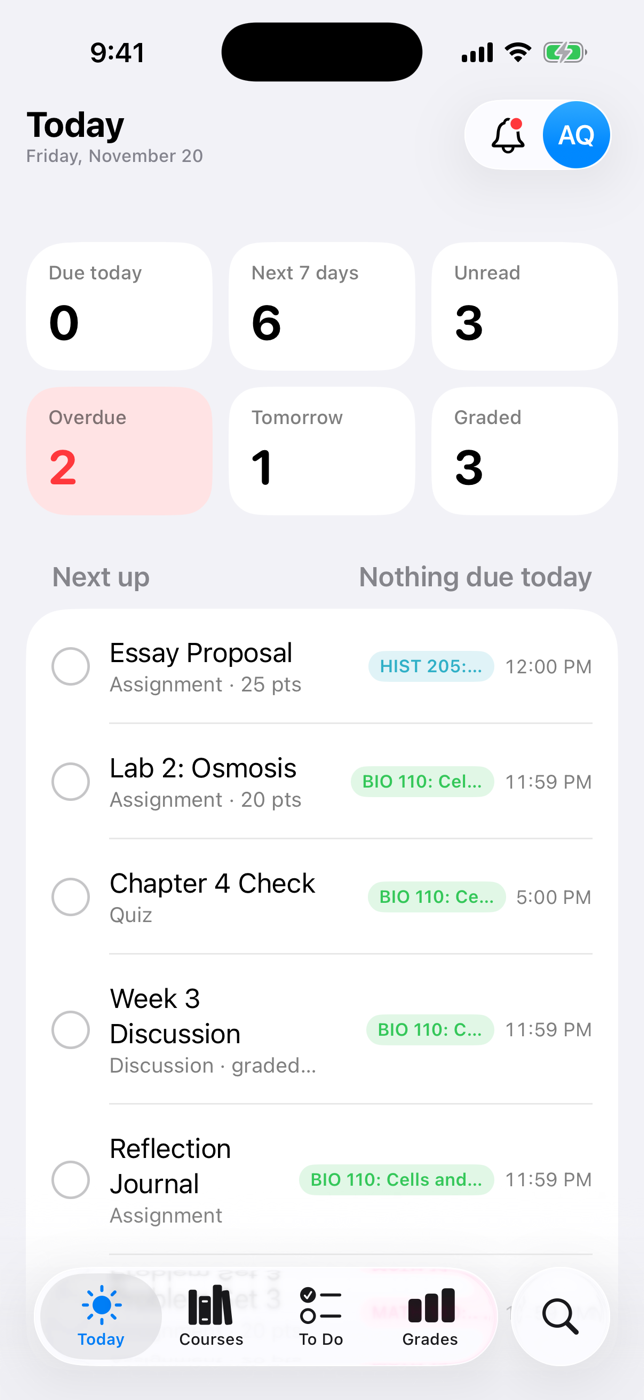 9:41
Today
Friday, November 20
AQ
Due today
0
Next 7 days
6
Unread
3
Overdue
2
Tomorrow
1
Graded
3
Next up
Nothing due today
Essay Proposal
Assignment · 25 pts
HIST 205:...
12:00 PM
Lab 2: Osmosis
Assignment · 20 pts
BIO 110: Cel...
11:59 PM
Chapter 4 Check
Quiz
BIO 110: Ce...
5:00 PM
Week 3
Discussion
Discussion · graded...
BIO 110: C...
11:59 PM
Reflection
Journal
Assignment
BIO 110: Cells and...
11:59 PM
Today
Courses
To Do
Grades